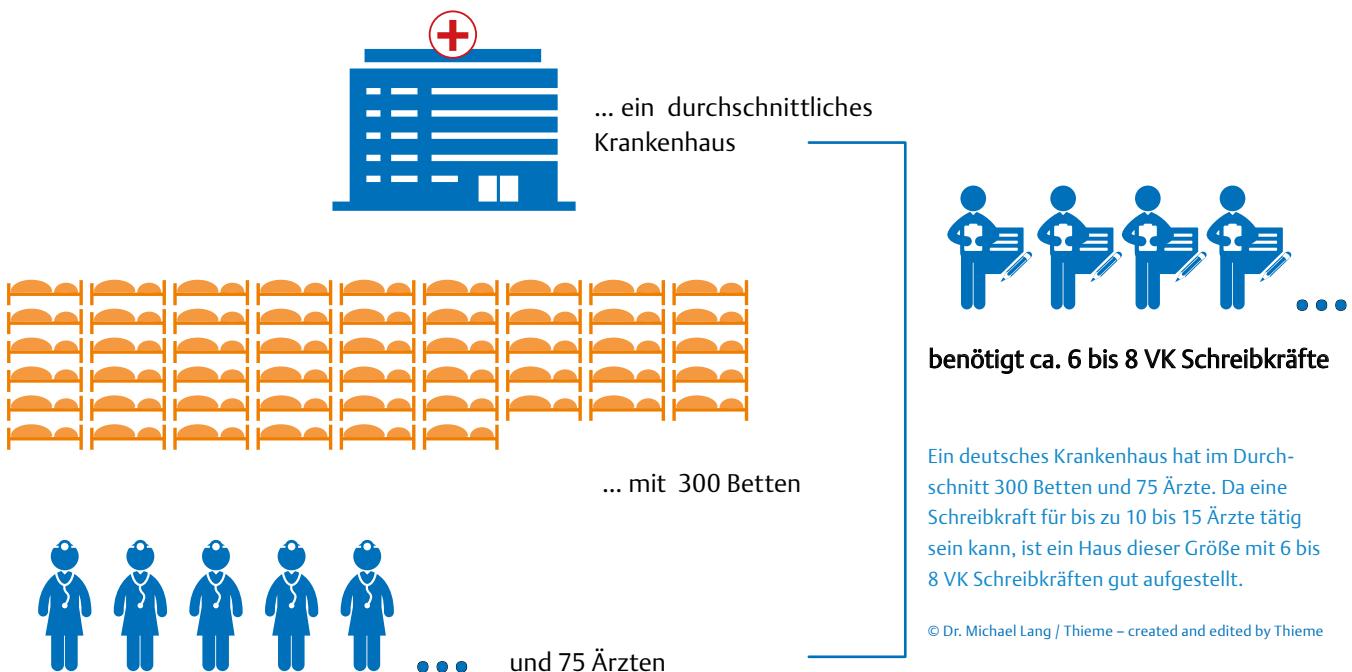 ... ein durchschnittliches
Krankenhaus
... mit 300 Betten
und 75 Ärzten
benötigt ca. 6 bis 8 VK Schreibkräfte
Ein deutsches Krankenhaus hat im Durch-
schnitt 300 Betten und 75 Ärzte. Da eine
Schreibkraft für bis zu 10 bis 15 Ärzte tätig
sein kann, ist ein Haus dieser Größe mit 6 bis
8 VK Schreibkräften gut aufgestellt.
© Dr. Michael Lang / Thieme – created and edited by Thieme